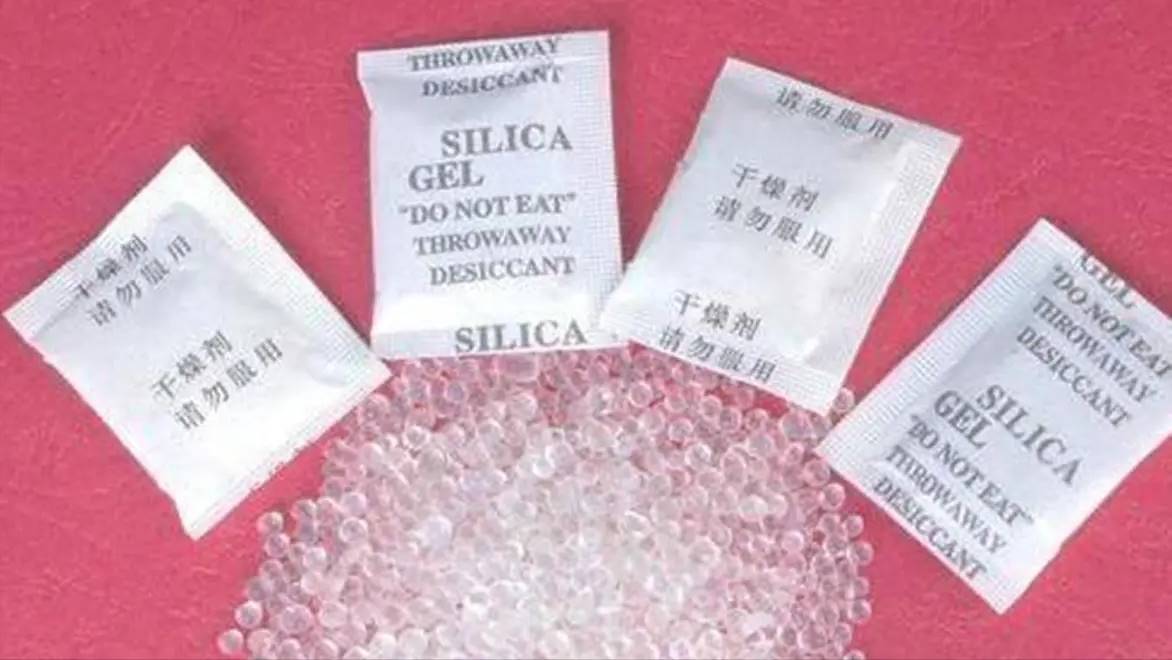 干燥剂
请勿服用
干燥剂
请勿服用
THROWAWAY
DESICCANT
SILICA
GEL
"DO NOT EAT"
THROWAWAY
DESICCANT
SILICA
请勿服用
干燥剂
请勿服用
干燥剂
请勿服用
GEL
"DO NOT EAT
THROWAWAY
DESICCANT
SILICA
GEL
"DO NOT EAT"
THROWAWAY
DESICCANT